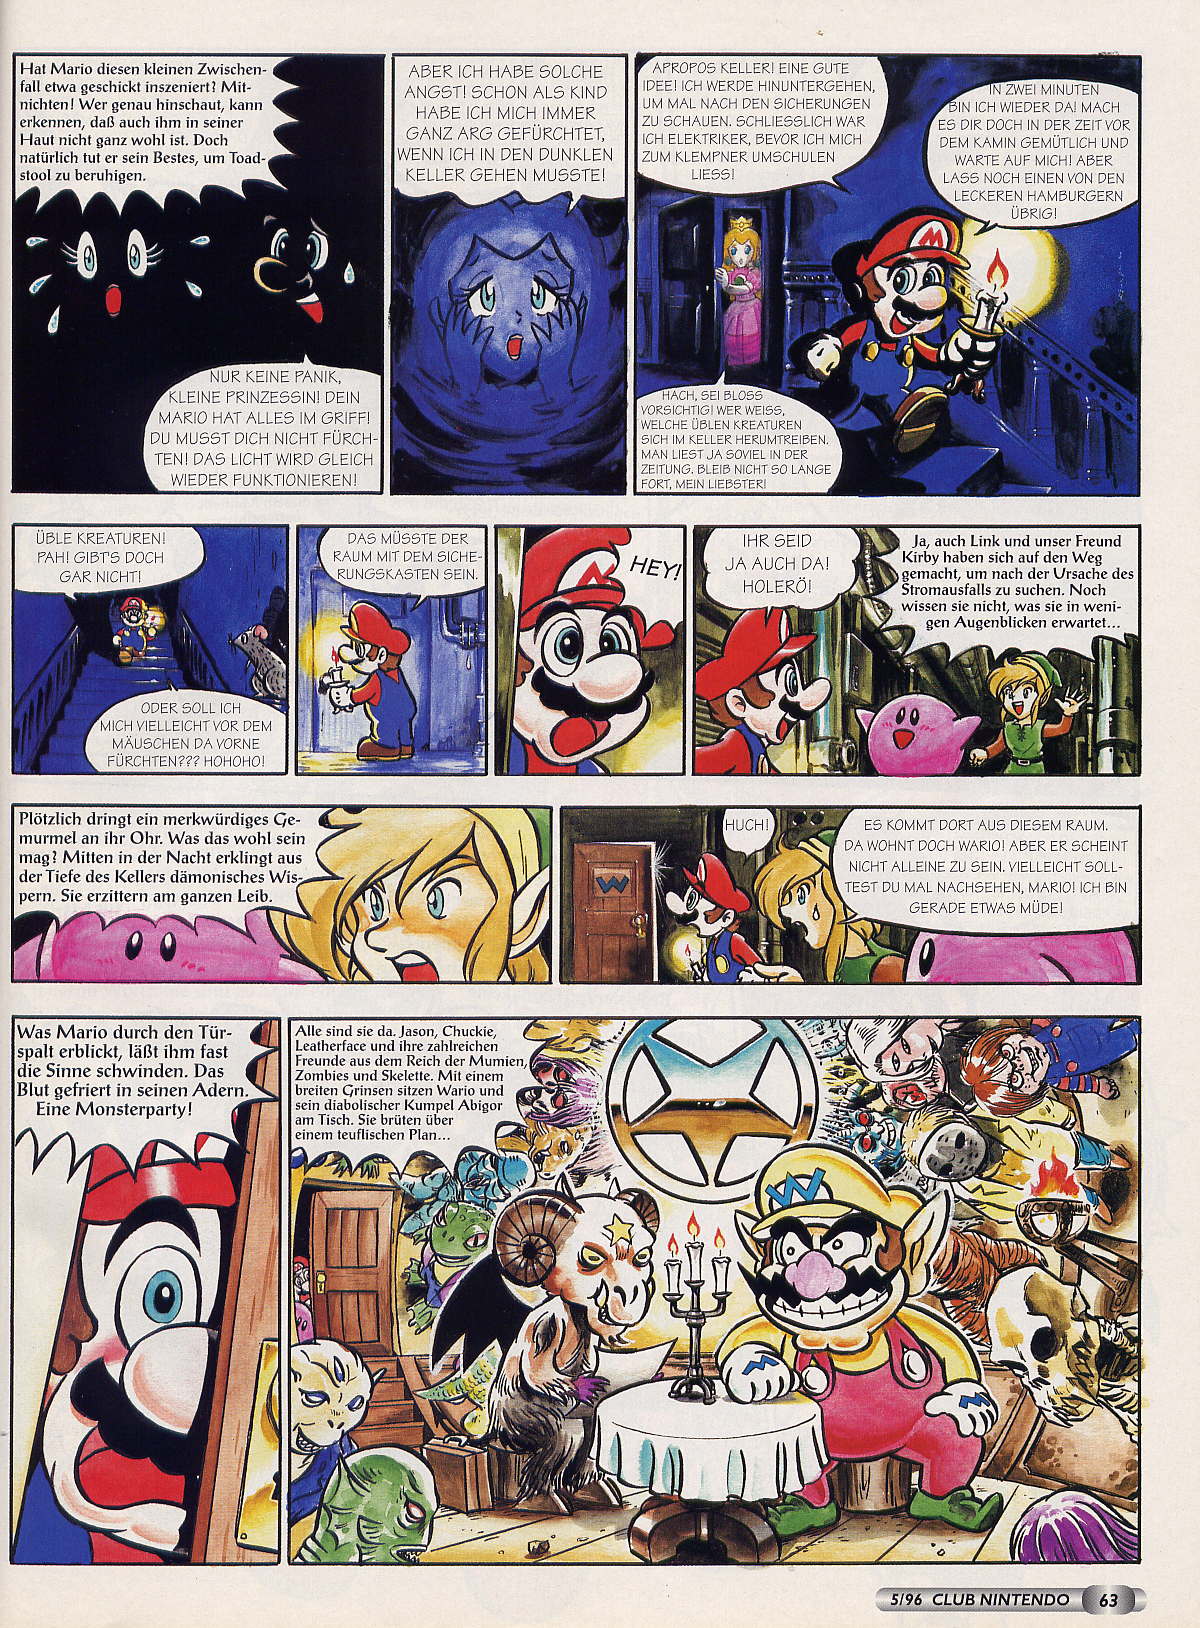 Hat Mario diesen kleinen Zwischen-
fall etwa geschickt inszeniert? Mit-
nichten! Wer genau hinschaut, kann
erkennen, daß auch ihm in seiner
Haut nicht ganz wohl ist. Doch
natürlich tut er sein Bestes, um Toad-
stool zu beruhigen.
NUR KEINE PANIK,
KLEINE PRINZESSIN! DEIN
MARIO HAT ALLES IM GRIFF!
DU MUSST DICH NICHT FÜRCH-
TEN! DAS LICHT WIRD GLEICH
WIEDER FUNKTIONIEREN!
ABER ICH HABE SOLCHE
ANGST! SCHON ALS KIND
HABE ICH MICH IMMER
GANZ ARG GEFÜRCHTET,
WENN ICH IN DEN DUNKLEN
KELLER GEHEN MUSSTE!
APROPOS KELLER! EINE GUTE
IDEE! ICH WERDE HINUNTERGEHEN,
UM MAL NACH DEN SICHERUNGEN
ZU SCHAUEN. SCHLIESSLICH WAR
ICH ELEKTRIKER, BEVOR ICH MICH
ZUM KLEMPNER UMSCHULEN
LIESS!
IN ZWEI MINUTEN
BIN ICH WIEDER DA! MACH
ES DIR DOCH IN DER ZEIT VOR
DEM KAMIN GEMÜTLICH UND
WARTE AUF MICH! ABER
LASS NOCH EINEN VON DEN
LECKEREN HAMBURGERN
ÜBRIG!
M
HACH, SEI BLOSS
VORSICHTIG! WER WEISS,
WELCHE ÜBLEN KREATUREN
SICH IM KELLER HERUMTREIBEN.
MAN LIEST JA SOVIEL IN DER
ZEITUNG. BLEIB NICHT SO LANGE
FORT, MEIN LIEBSTER!
ÜBLE KREATUREN!
PAH! GIBT'S DOCH
GAR NICHT!
ODER SOLL ICH
MICH VIELLEICHT VOR DEM
MÄUSCHEN DA VORNE
FÜRCHTEN??? HOHOHO!
DAS MÜSSTE DER
RAUM MIT DEM SICHE-
RUNGSKASTEN SEIN.
HEY!
M
IHR SEID
JA AUCH DA!
HOLERÖ!
Ja, auch Link und unser Freund
Kirby haben sich auf den Weg
gemacht, um nach der Ursache des
Stromausfalls zu suchen. Noch
wissen sie nicht, was sie in weni-
gen Augenblicken erwartet...
Plötzlich dringt ein merkwürdiges Ge-
murmel an ihr Ohr. Was das wohl sein
mag? Mitten in der Nacht erklingt aus
der Tiefe des Kellers dämonisches Wis-
pern. Sie erzittern am ganzen Leib.
W
HUCH!
ES KOMMT DORT AUS DIESEM RAUM.
DA WOHNT DOCH WARIO! ABER ER SCHEINT
NICHT ALLEINE ZU SEIN. VIELLEICHT SOLL-
TEST DU MAL NACHSEHEN, MARIO! ICH BIN
GERADE ETWAS MÜDE!
Was Mario durch den Tür-
spalt erblickt, läßt ihm fast
die Sinne schwinden. Das
Blut gefriert in seinen Adern.
Eine Monsterparty!
Alle sind sie da. Jason, Chuckie,
Leatherface und ihre zahlreichen
Freunde aus dem Reich der Mumien,
Zombies und Skelette. Mit einem
breiten Grinsen sitzen Wario und
sein diabolischer Kumpel Abigor
am Tisch. Sie brüten über
einem teuflischen Plan...
W
W
W
5/96 CLUB NINTENDO 63